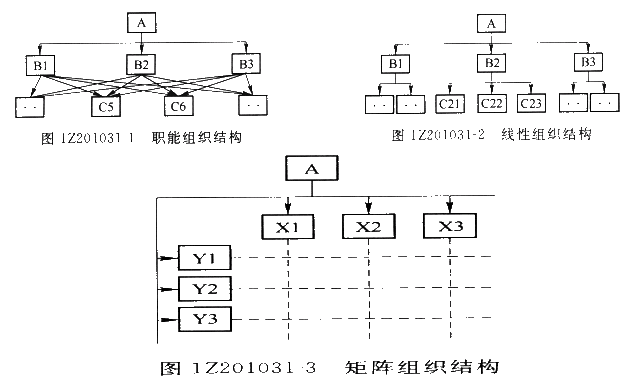 A
B1 B2 B3
·· C5 C6 ··
图 1Z201031-1 职能组织结构
A
B1 B2 B3
·· ·· C21 C22 C23 ·· ··
图 1Z201031-2 线性组织结构
A
X1 X2 X3
Y1
Y2
Y3
图 1Z201031-3 矩阵组织结构